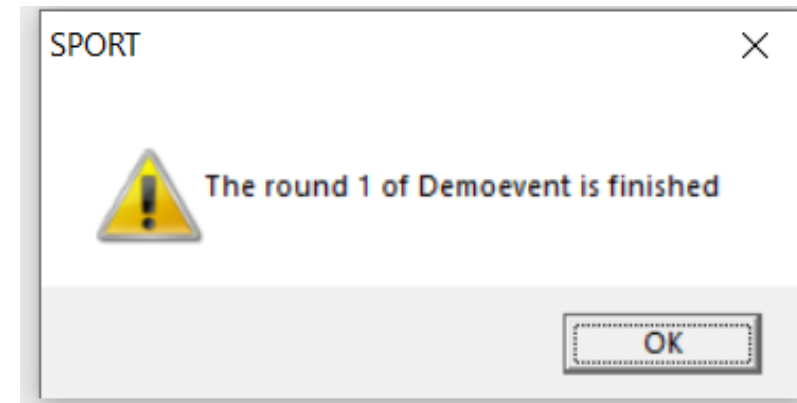 SPORT
The round 1 of Demoevent is finished
OK